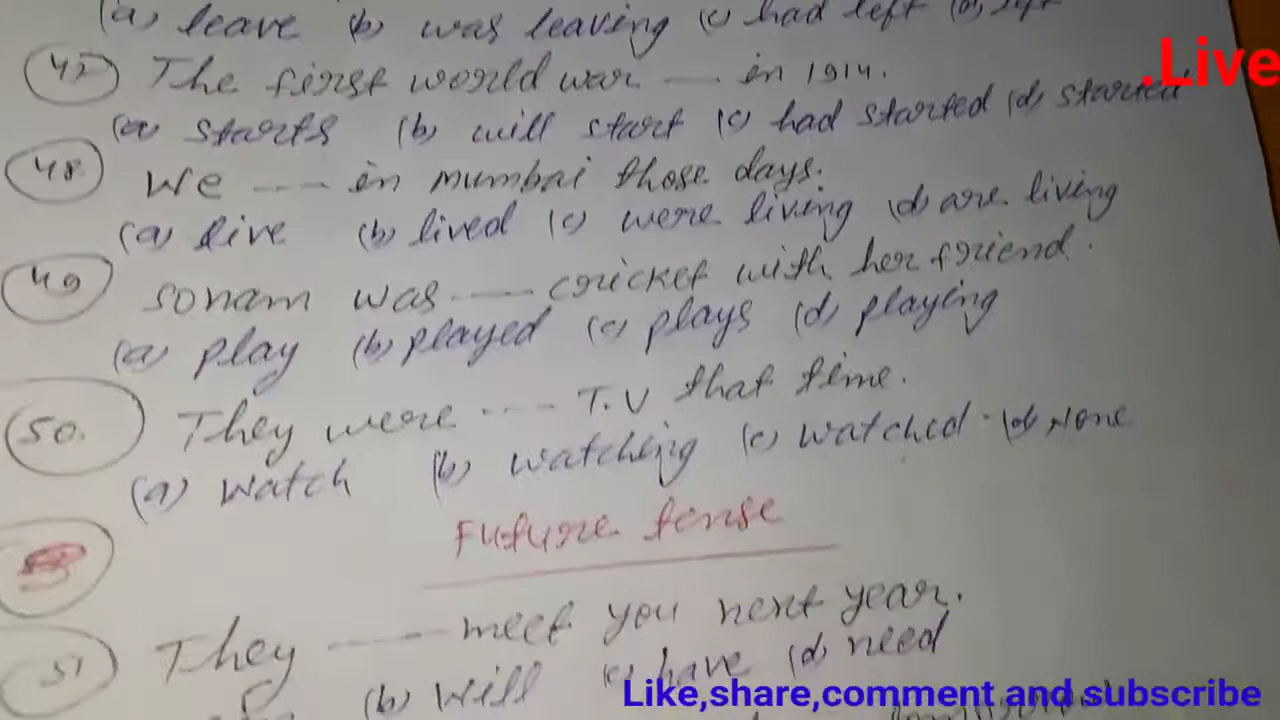 (a) leave (b) was leaving (c) had left (d) left
.Live
47 The first world war — in 1914.
(a) starts (b) will start (c) had started (d) started
48. We ---- in mumbai those days.
(a) live (b) lived (c) were living (d) are living
49 Sonam was ---- cricket with her friend.
(a) play (b) played (c) plays (d) playing
50. They were ---- T.V that time.
(a) watch (b) watching (c) watched (d) None
Future tense
51 They ---- meet you next year.
(b) will (c) have (d) need
Like,share,comment and subscribe